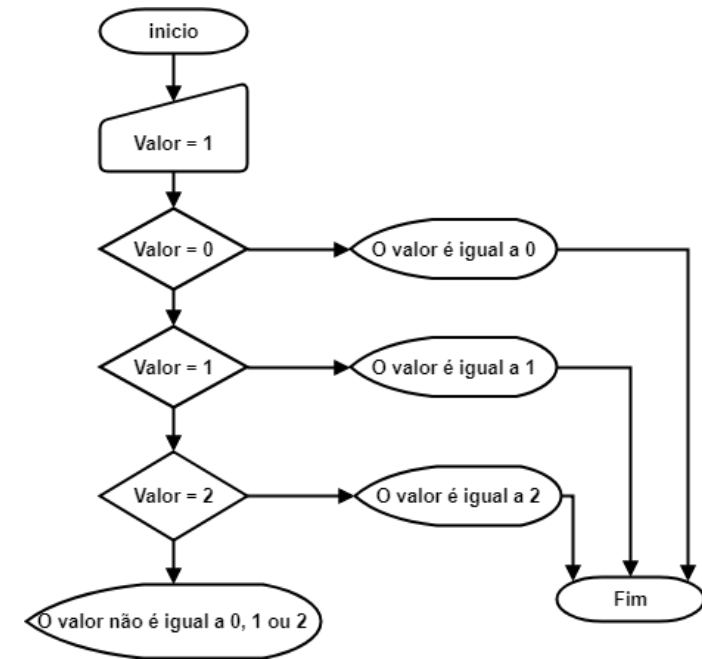 inicio
Valor = 1
Valor = 0
O valor é igual a 0
Valor = 1
O valor é igual a 1
Valor = 2
O valor é igual a 2
Fim
O valor não é igual a 0, 1 ou 2